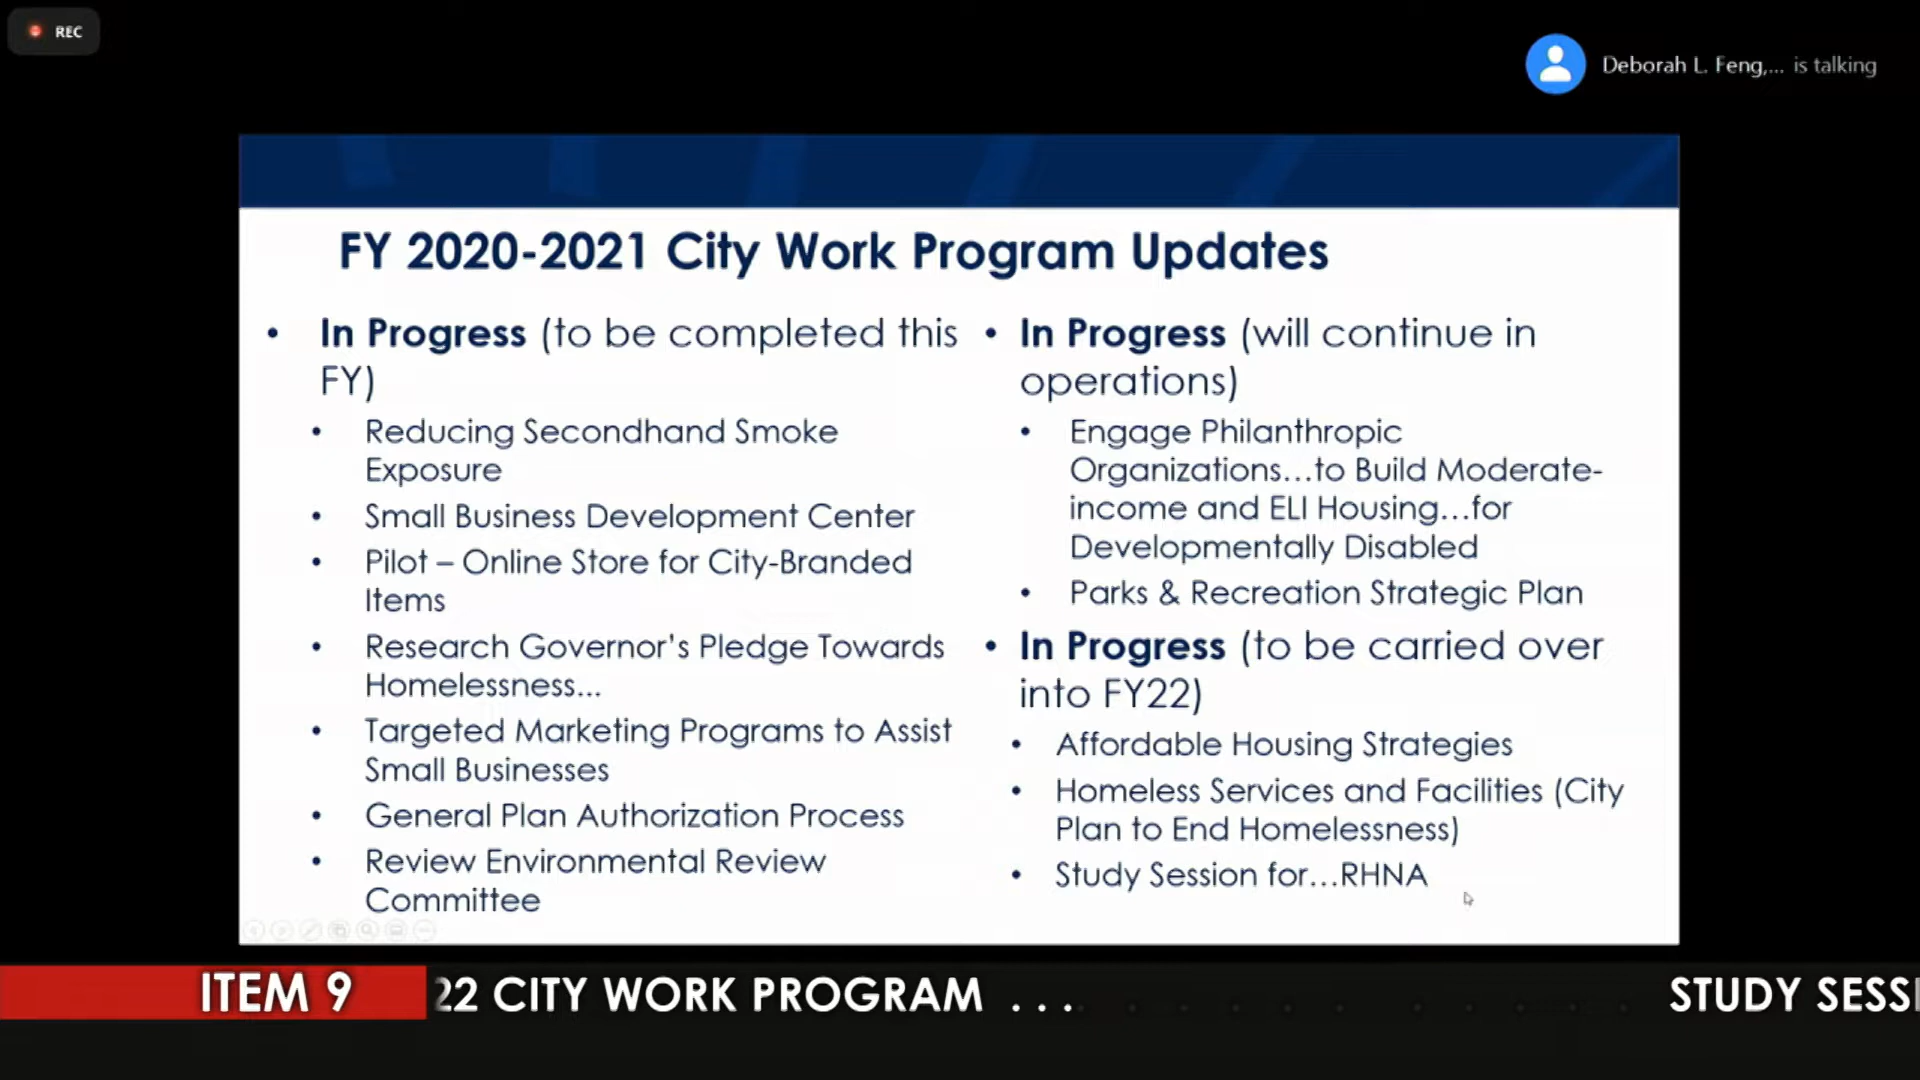 REC
Deborah L. Feng,... is talking
FY 2020-2021 City Work Program Updates
• In Progress (to be completed this
FY)
• Reducing Secondhand Smoke
Exposure
• Small Business Development Center
• Pilot – Online Store for City-Branded
Items
• Research Governor's Pledge Towards
Homelessness...
• Targeted Marketing Programs to Assist
Small Businesses
• General Plan Authorization Process
• Review Environmental Review
Committee
• In Progress (will continue in
operations)
• Engage Philanthropic
Organizations...to Build Moderate-
income and ELI Housing...for
Developmentally Disabled
• Parks & Recreation Strategic Plan
• In Progress (to be carried over
into FY22)
• Affordable Housing Strategies
• Homeless Services and Facilities (City
Plan to End Homelessness)
• Study Session for...RHNA
ITEM 9 22 CITY WORK PROGRAM ... STUDY SESS